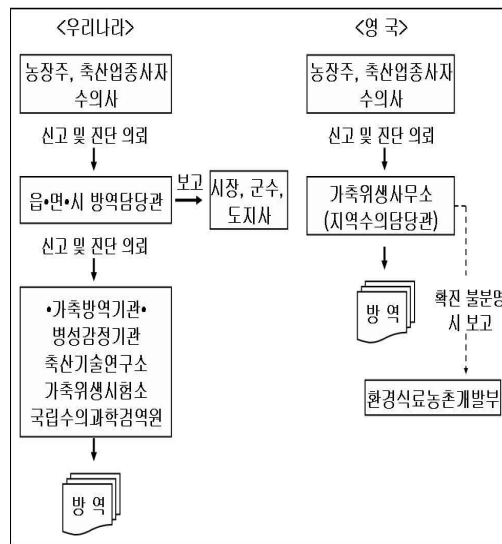 <우리나라>
농장주, 축산업종사자
수의사
신고 및 진단 의뢰
읍•면•시 방역담당관
보고
시장, 군수,
도지사
신고 및 진단 의뢰
•가축방역기관•
병성감정기관
축산기술연구소
가축위생시험소
국립수의과학검역원
방 역
<영 국>
농장주, 축산업종사자
수의사
신고 및 진단 의뢰
가축위생사무소
(지역수의담당관)
방 역
확진 불분명
시 보고
환경식료농촌개발부